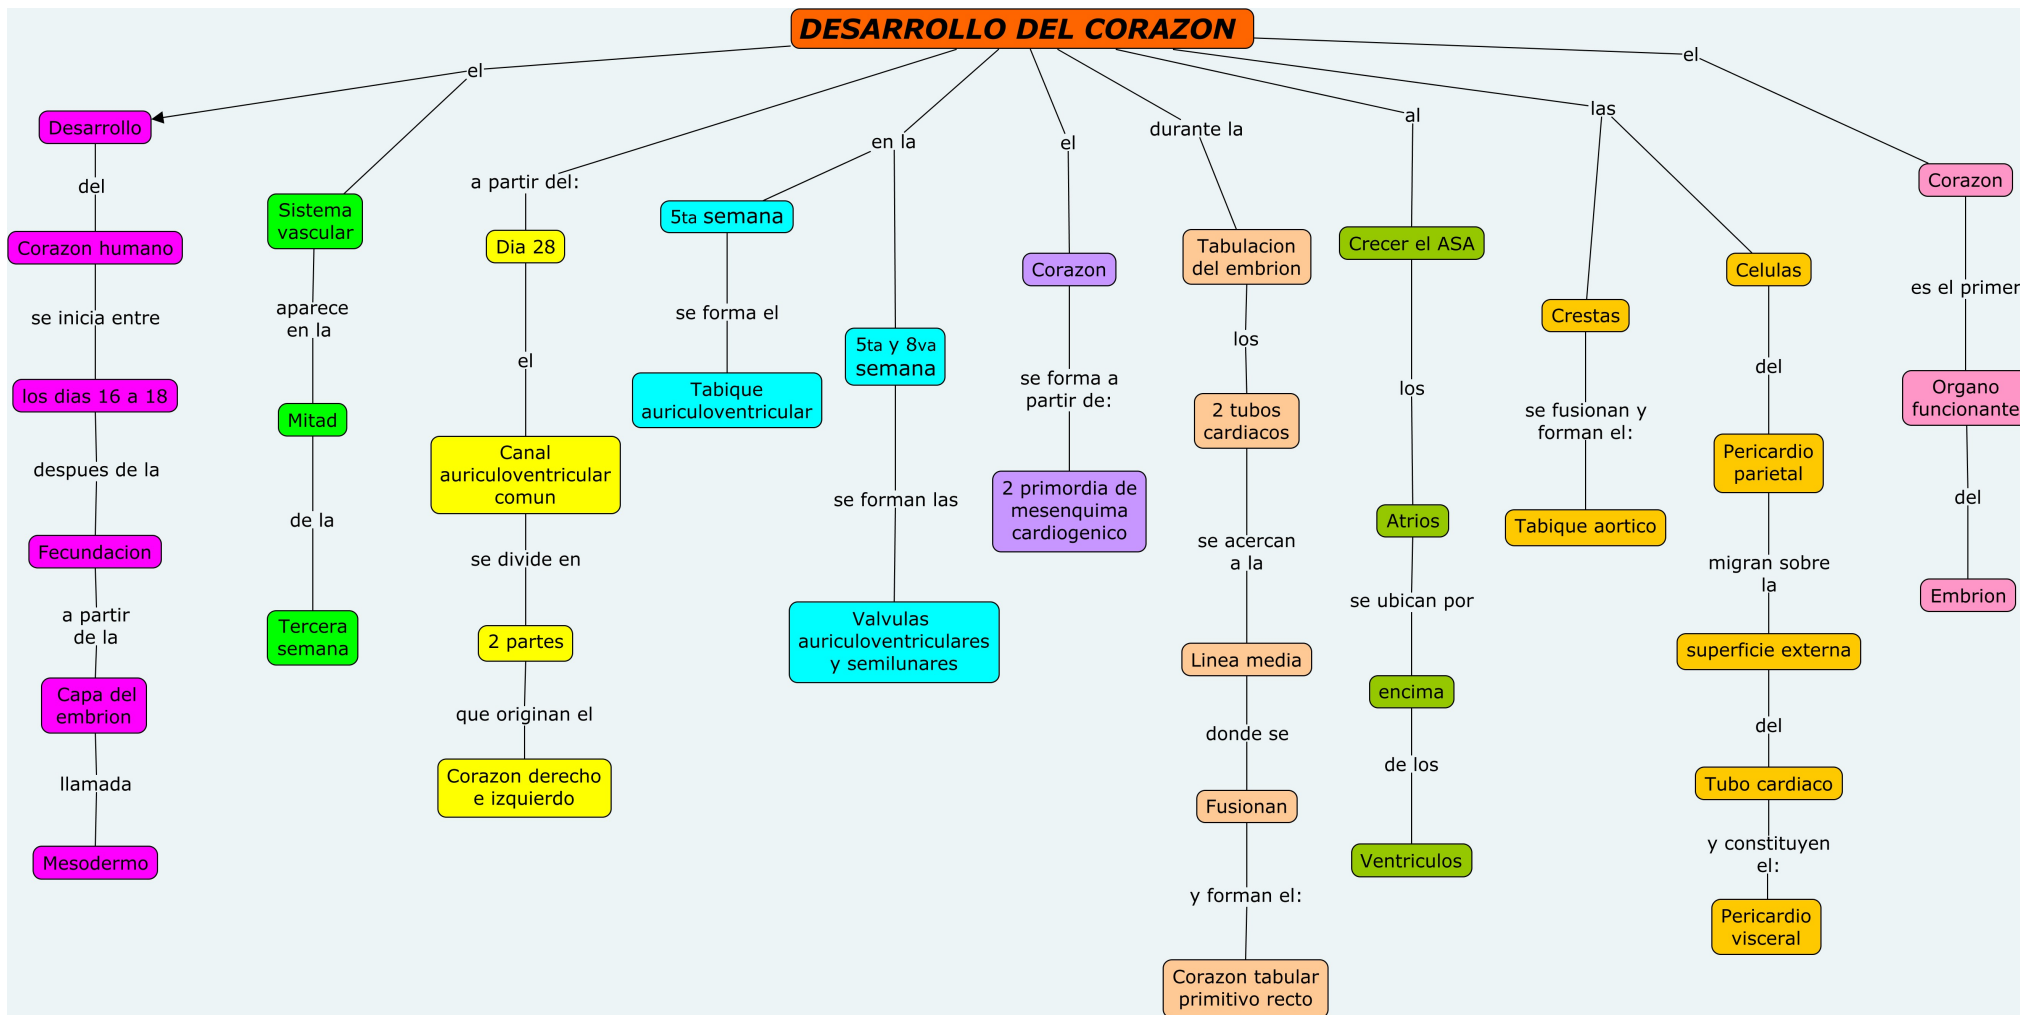 DESARROLLO DEL CORAZON
el
Desarrollo
del
Corazon humano
se inicia entre
los dias 16 a 18
despues de la
Fecundacion
a partir
de la
Capa del
embrion
llamada
Mesodermo
Sistema
vascular
aparece
en la
Mitad
de la
Tercera
semana
a partir del:
Dia 28
el
Canal
auriculoventricular
comun
se divide en
2 partes
que originan el
Corazon derecho
e izquierdo
en la
5ta semana
se forma el
Tabique
auriculoventricular
5ta y 8va
semana
se forman las
Valvulas
auriculoventriculares
y semilunares
el
Corazon
se forma a
partir de:
2 primordia de
mesenquima
cardiogenico
durante la
Tabulacion
del embrion
los
2 tubos
cardiacos
se acercan
a la
Linea media
donde se
Fusionan
y forman el:
Corazon tabular
primitivo recto
al
Crecer el ASA
los
Atrios
se ubican por
encima
de los
Ventriculos
las
Crestas
se fusionan y
forman el:
Tabique aortico
Celulas
del
Pericardio
parietal
migran sobre
la
superficie externa
del
Tubo cardiaco
y constituyen
el:
Pericardio
visceral
el
Corazon
es el primer
Organo
funcionante
del
Embrion